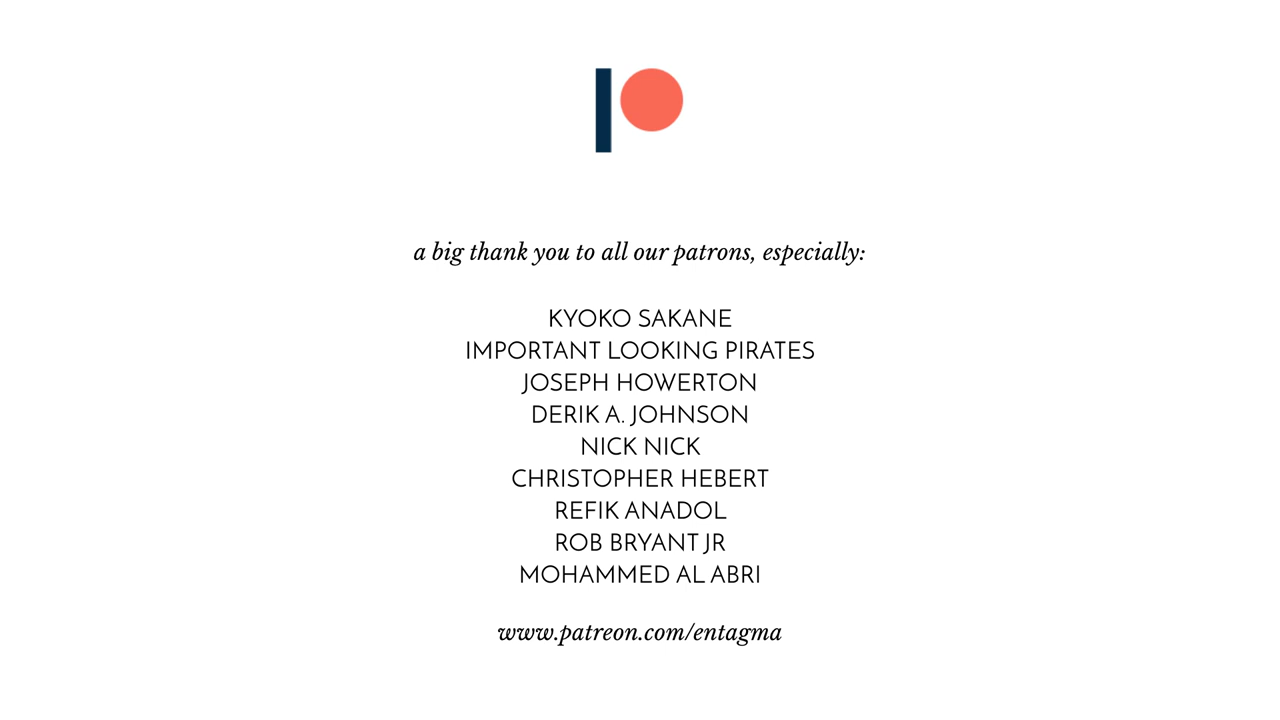 a big thank you to all our patrons, especially:
KYOKO SAKANE
IMPORTANT LOOKING PIRATES
JOSEPH HOWERTON
DERIK A. JOHNSON
NICK NICK
CHRISTOPHER HEBERT
REFIK ANADOL
ROB BRYANT JR
MOHAMMED AL ABRI
www.patreon.com/entagma